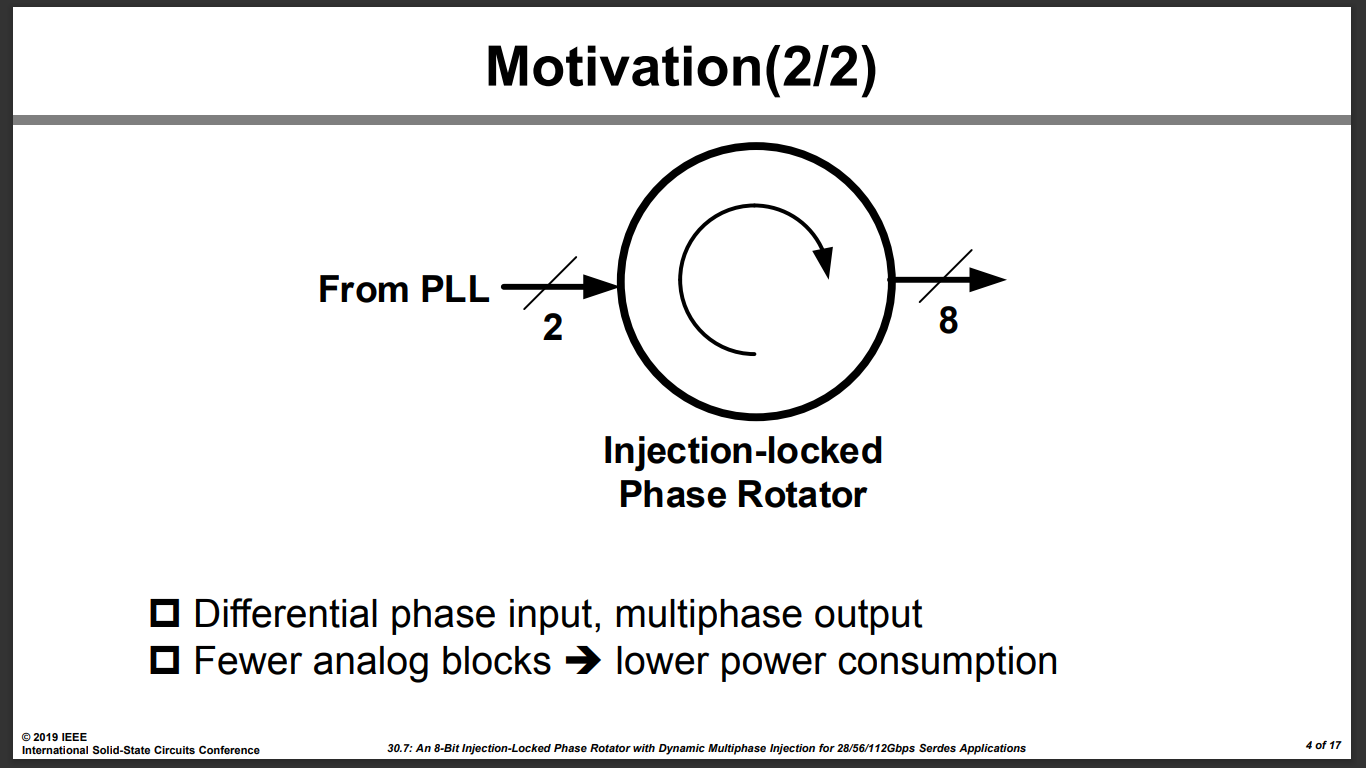 Motivation(2/2)
From PLL
2
8
Injection-locked
Phase Rotator
Differential phase input, multiphase output
Fewer analog blocks ➔ lower power consumption
© 2019 IEEE
International Solid-State Circuits Conference
30.7: An 8-Bit Injection-Locked Phase Rotator with Dynamic Multiphase Injection for 28/56/112Gbps Serdes Applications
4 of 17